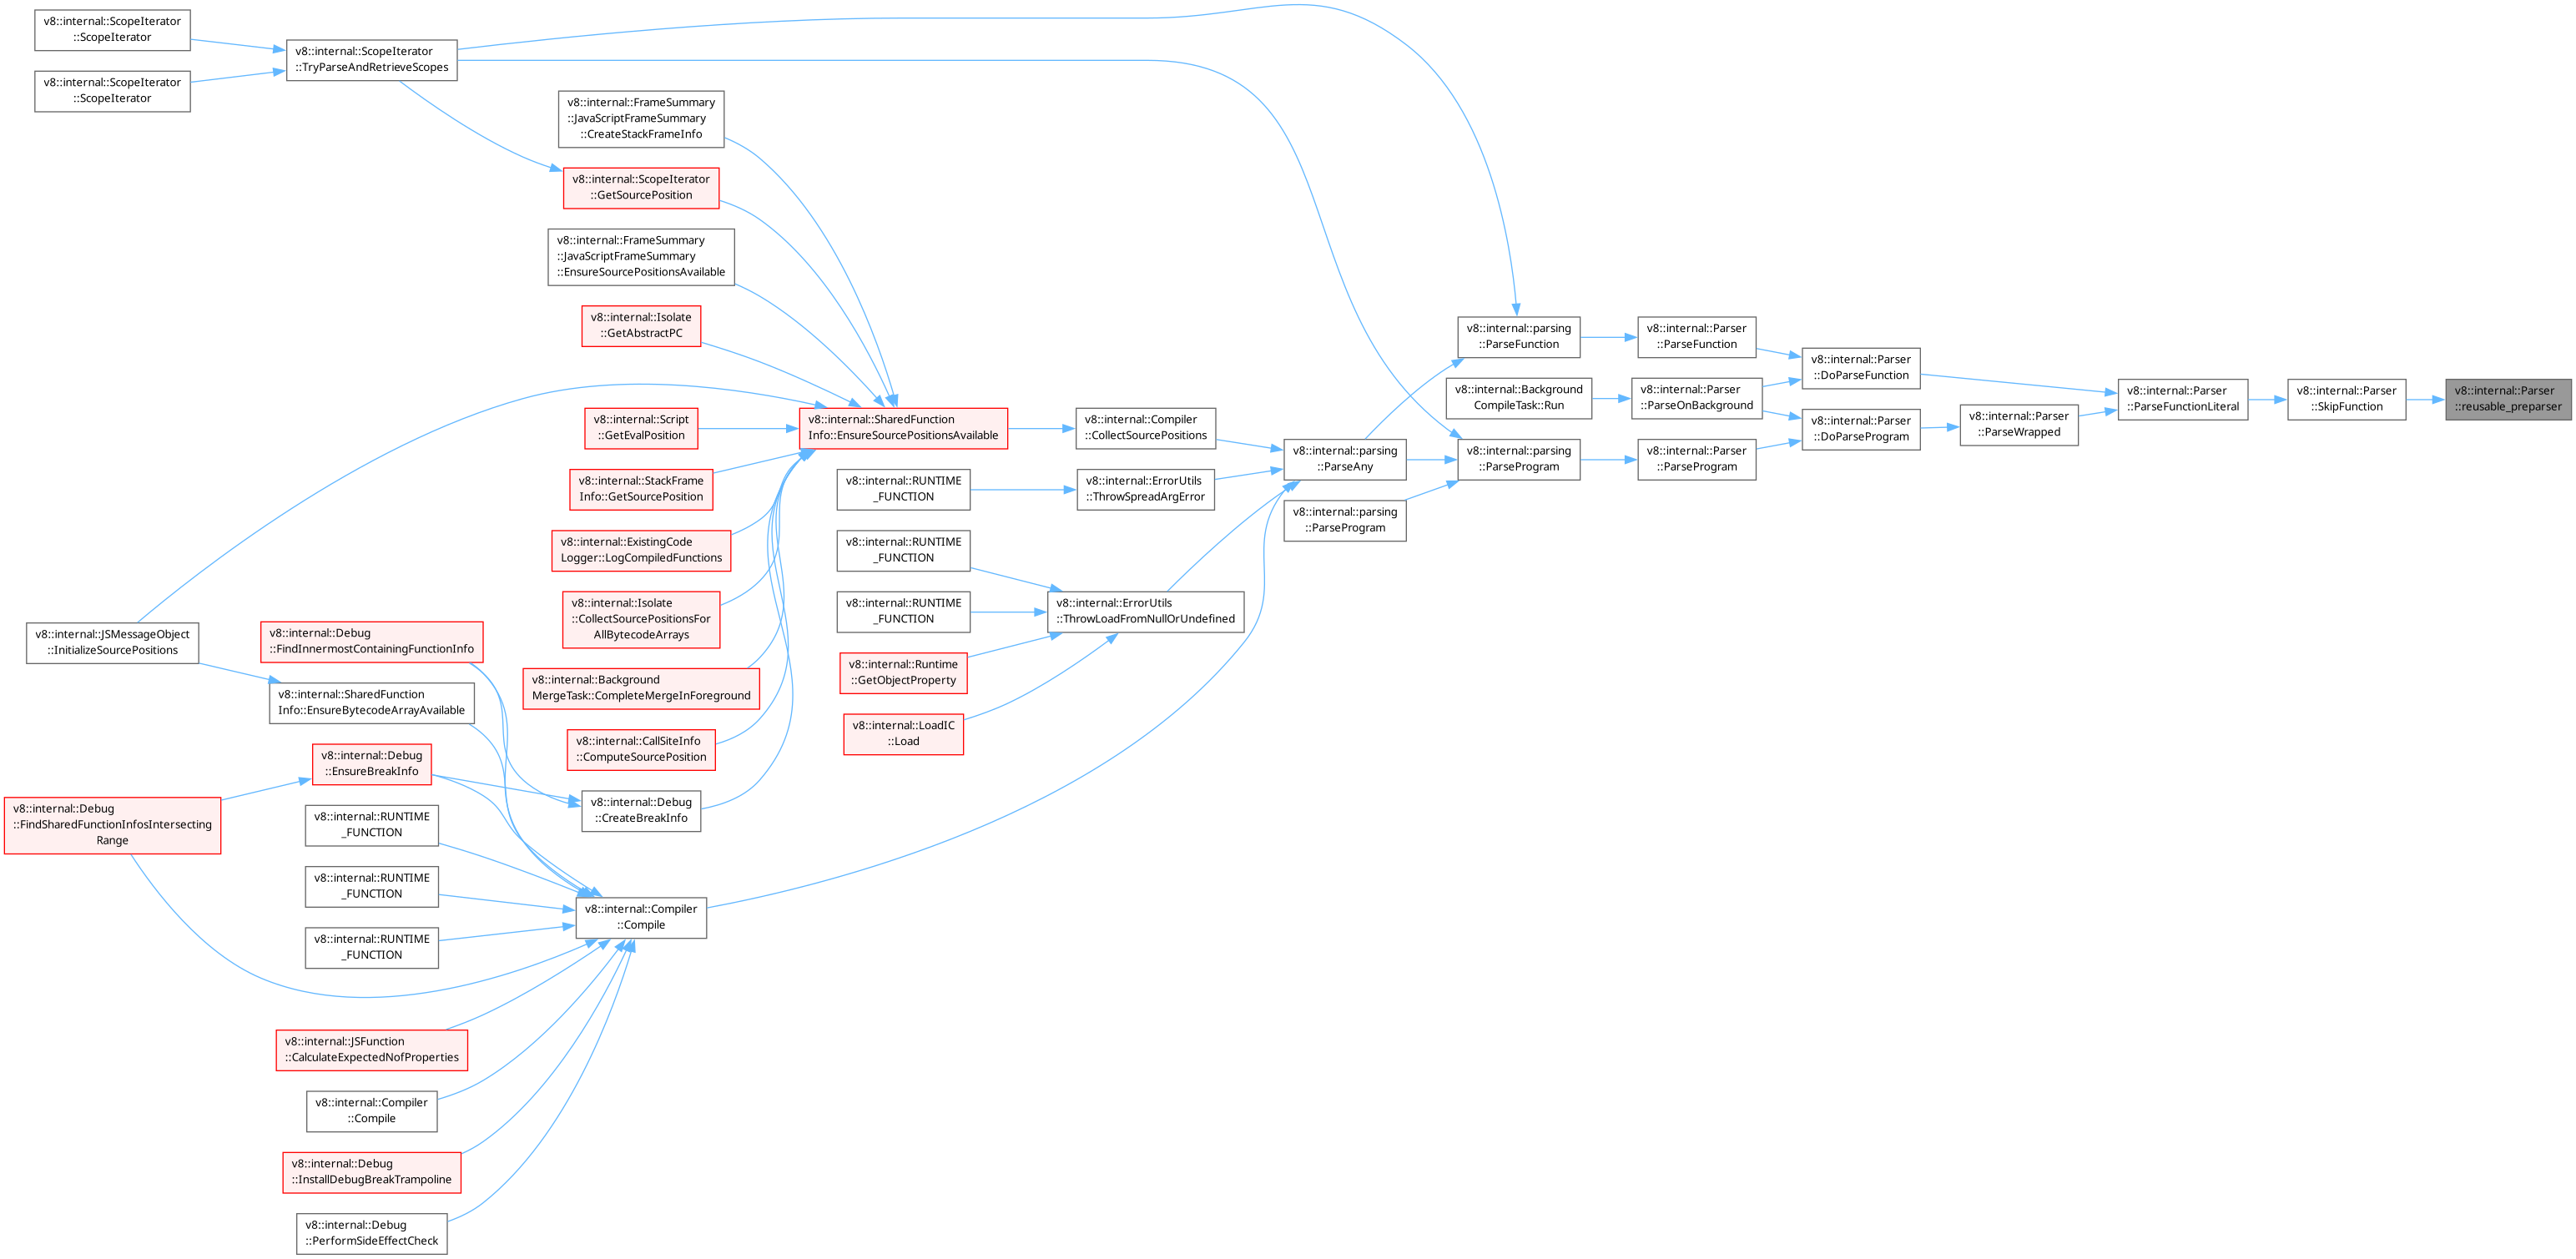 v8::internal::ScopeIterator
::ScopeIterator
v8::internal::ScopeIterator
::ScopeIterator
v8::internal::ScopeIterator
::TryParseAndRetrieveScopes
v8::internal::FrameSummary
::JavaScriptFrameSummary
::CreateStackFrameInfo
v8::internal::ScopeIterator
::GetSourcePosition
v8::internal::FrameSummary
::JavaScriptFrameSummary
::EnsureSourcePositionsAvailable
v8::internal::Isolate
::GetAbstractPC
v8::internal::Script
::GetEvalPosition
v8::internal::StackFrame
Info::GetSourcePosition
v8::internal::ExistingCode
Logger::LogCompiledFunctions
v8::internal::Isolate
::CollectSourcePositionsFor
AllBytecodeArrays
v8::internal::Background
MergeTask::CompleteMergeInForeground
v8::internal::CallSiteInfo
::ComputeSourcePosition
v8::internal::Debug
::CreateBreakInfo
v8::internal::SharedFunction
Info::EnsureSourcePositionsAvailable
v8::internal::Compiler
::CollectSourcePositions
v8::internal::RUNTIME
_FUNCTION
v8::internal::ErrorUtils
::ThrowSpreadArgError
v8::internal::RUNTIME
_FUNCTION
v8::internal::RUNTIME
_FUNCTION
v8::internal::ErrorUtils
::ThrowLoadFromNullOrUndefined
v8::internal::Runtime
::GetObjectProperty
v8::internal::LoadIC
::Load
v8::internal::parsing
::ParseAny
v8::internal::parsing
::ParseProgram
v8::internal::parsing
::ParseFunction
v8::internal::Background
CompileTask::Run
v8::internal::parsing
::ParseProgram
v8::internal::Parser
::ParseFunction
v8::internal::Parser
::ParseOnBackground
v8::internal::Parser
::ParseProgram
v8::internal::Parser
::DoParseFunction
v8::internal::Parser
::DoParseProgram
v8::internal::Parser
::ParseWrapped
v8::internal::Parser
::ParseFunctionLiteral
v8::internal::Parser
::SkipFunction
v8::internal::Parser
::reusable_preparser
v8::internal::JSMessageObject
::InitializeSourcePositions
v8::internal::Debug
::FindInnermostContainingFunctionInfo
v8::internal::SharedFunction
Info::EnsureBytecodeArrayAvailable
v8::internal::Debug
::EnsureBreakInfo
v8::internal::Debug
::FindSharedFunctionInfosIntersecting
Range
v8::internal::RUNTIME
_FUNCTION
v8::internal::RUNTIME
_FUNCTION
v8::internal::RUNTIME
_FUNCTION
v8::internal::Compiler
::Compile
v8::internal::JSFunction
::CalculateExpectedNofProperties
v8::internal::Compiler
::Compile
v8::internal::Debug
::InstallDebugBreakTrampoline
v8::internal::Debug
::PerformSideEffectCheck